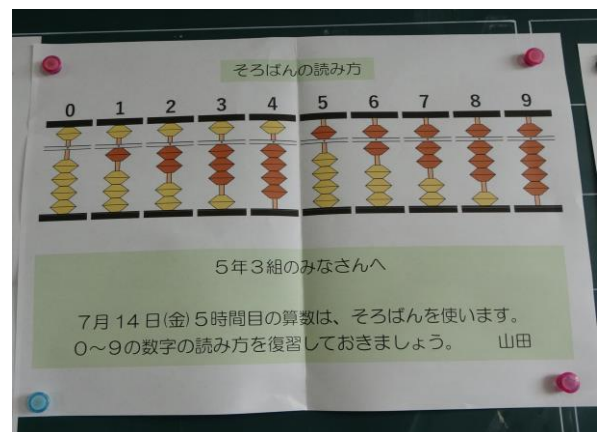 そろばんの読み方
0 1 2 3 4 5 6 7 8 9
5年3組のみなさんへ
7月14日(金)5時間目の算数は、そろばんを使います。
0〜9の数字の読み方を復習しておきましょう。 山田